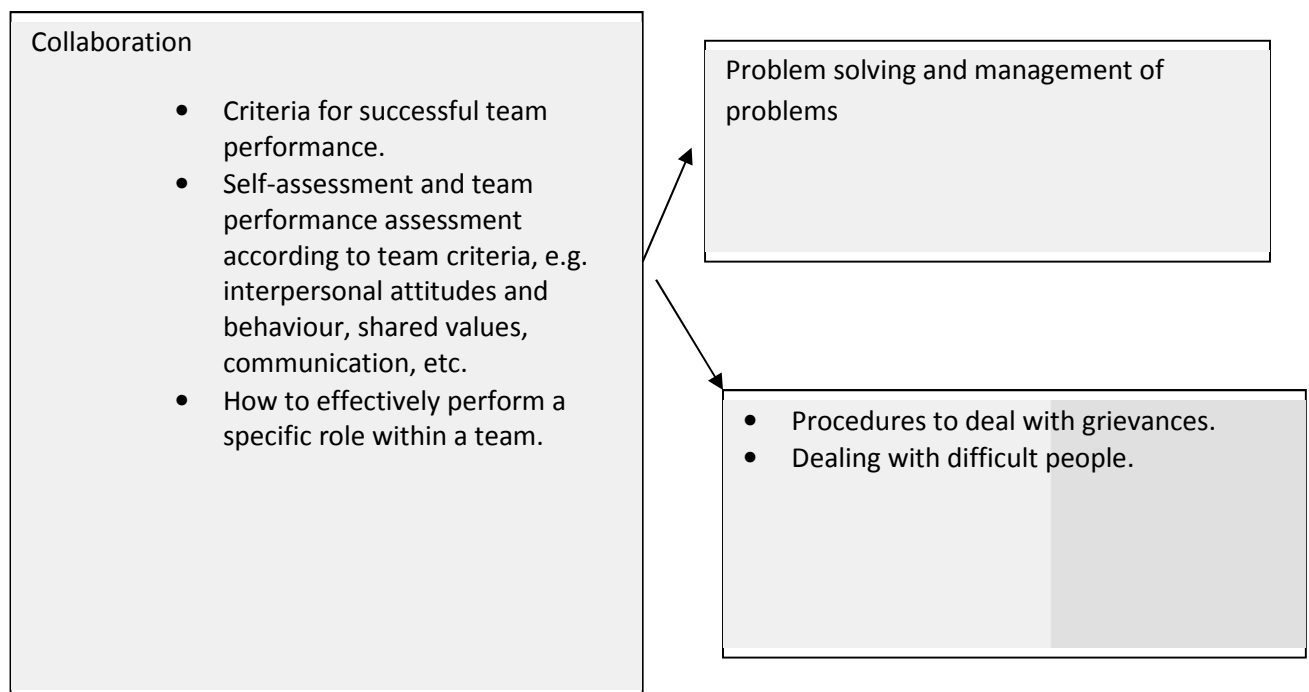 Collaboration
• Criteria for successful team
performance.
• Self-assessment and team
performance assessment
according to team criteria, e.g.
interpersonal attitudes and
behaviour, shared values,
communication, etc.
• How to effectively perform a
specific role within a team.
Problem solving and management of
problems
• Procedures to deal with grievances.
• Dealing with difficult people.